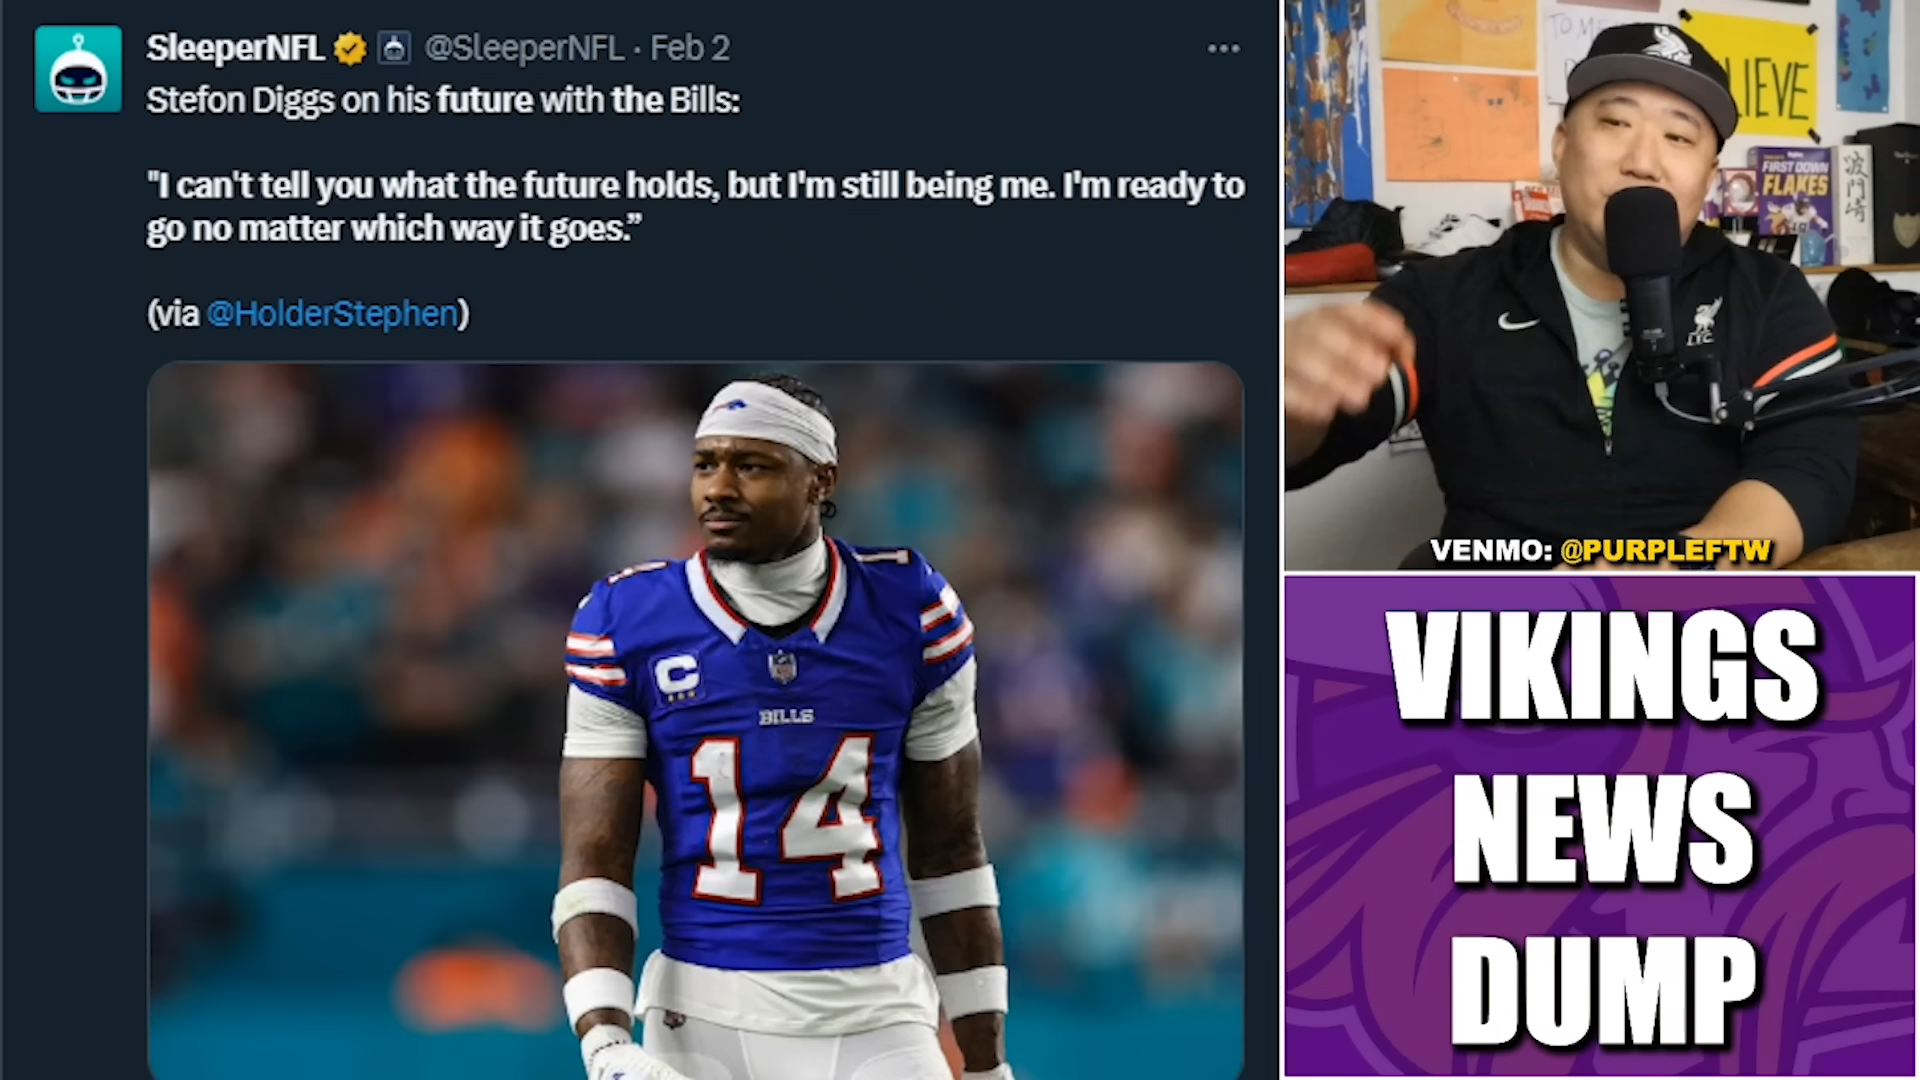 SleeperNFL @SleeperNFL · Feb 2
Stefon Diggs on his future with the Bills:
"I can't tell you what the future holds, but I'm still being me. I'm ready to
go no matter which way it goes.”
(via @HolderStephen)
C
BILLS
14
LIEVE
FIRST DOWN
FLAKES
LFC
VENMO: @PURPLEFTW
VIKINGS
NEWS
DUMP